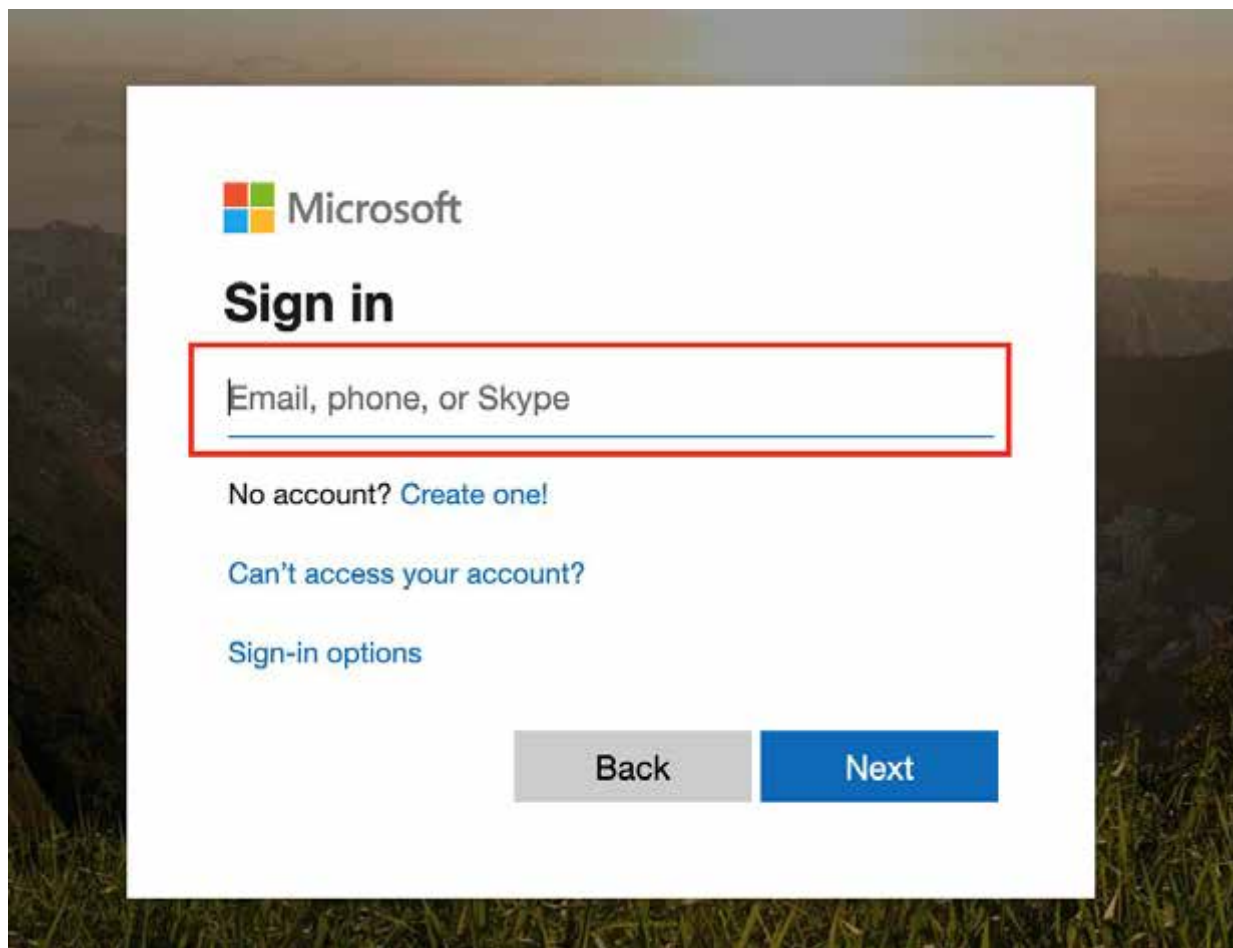 Microsoft
Sign in
Email, phone, or Skype
No account? Create one!
Can't access your account?
Sign-in options
Back Next